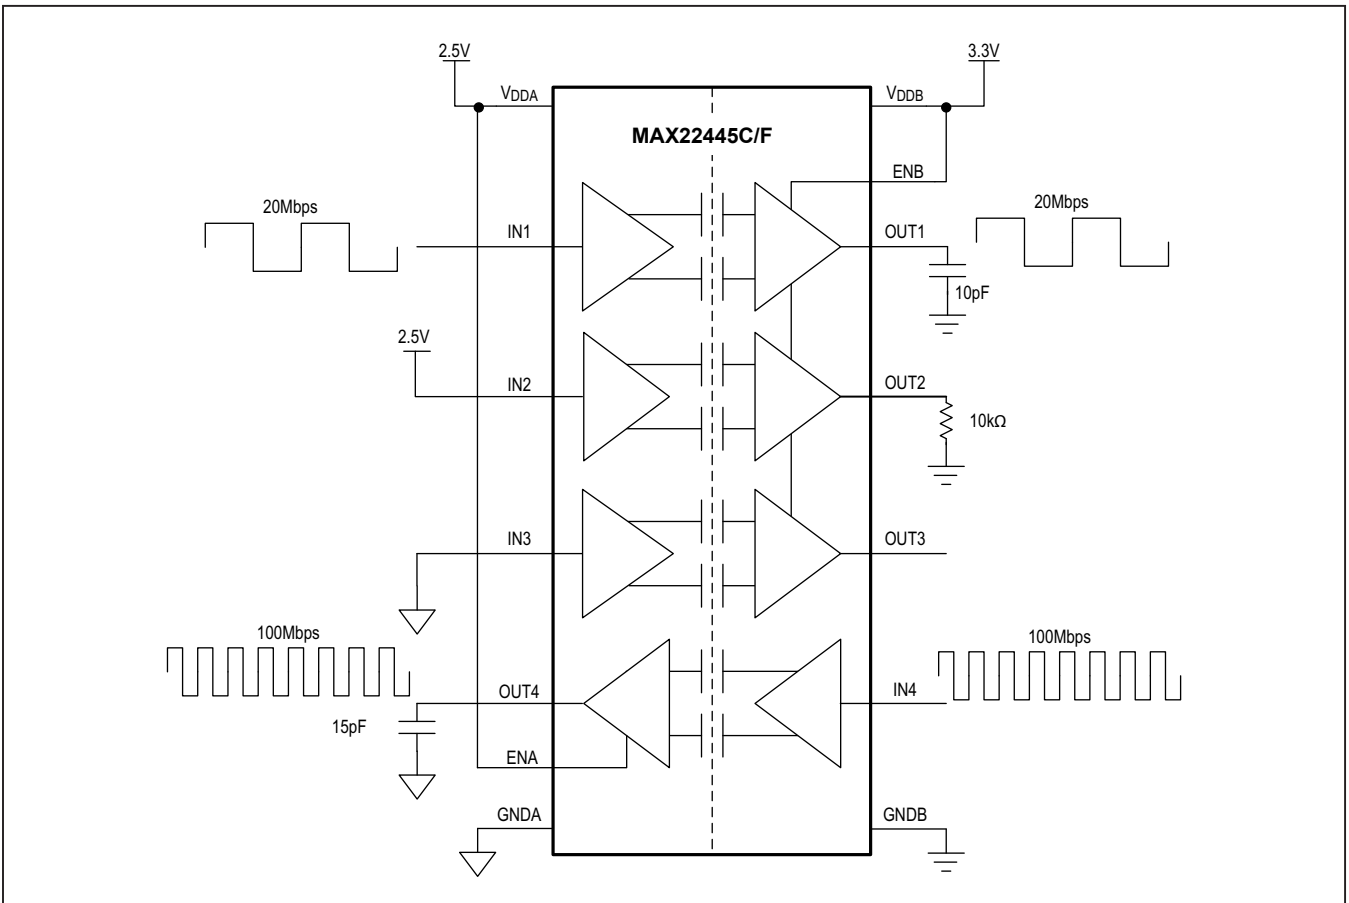 2.5V
3.3V
VDDA
VDDB
MAX22445C/F
ENB
20Mbps
20Mbps
IN1
OUT1
10pF
2.5V
IN2
OUT2
10kΩ
IN3
OUT3
100Mbps
100Mbps
OUT4
IN4
15pF
ENA
GNDA
GNDB